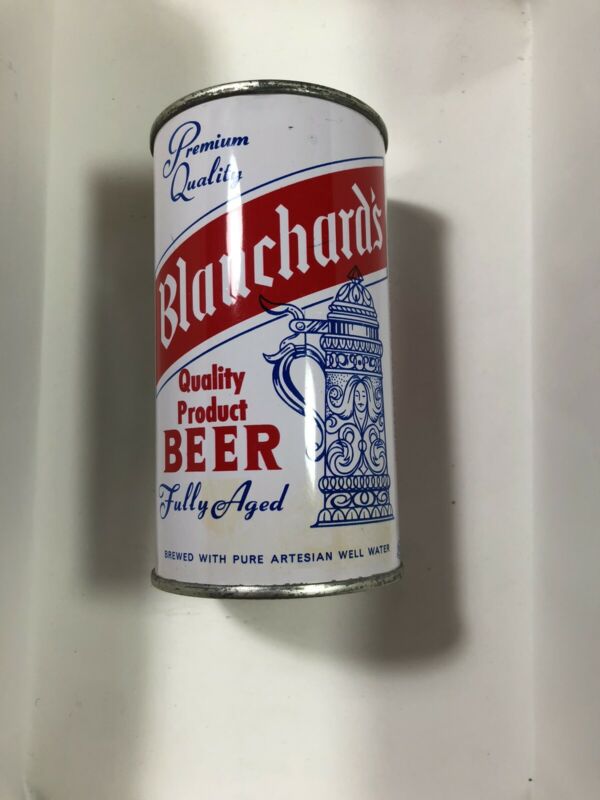 Premium
Quality
Blanchard's
Quality
Product
BEER
Fully Aged
BREWED WITH PURE ARTESIAN WELL WATER